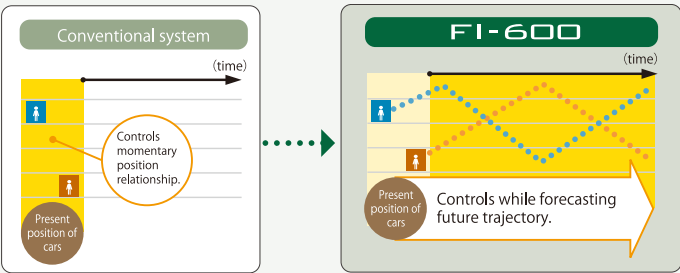 Conventional system
(time)
Controls
momentary
position
relationship.
Present
position of
cars
FI-600
(time)
Present
position of
cars
Controls while forecasting
future trajectory.